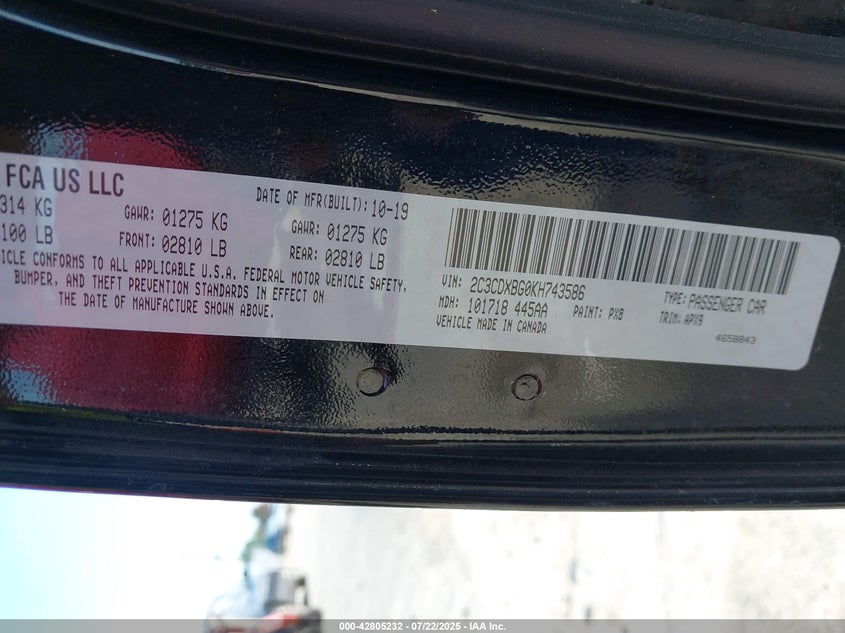 FCA US LLC
DATE OF MFR(BUILT): 10-19
314 KG GAWR: 01275 KG GAWR: 01275 KG
100 LB FRONT: 02810 LB REAR: 02810 LB
HICLE CONFORMS TO ALL APPLICABLE U.S.A. FEDERAL MOTOR VEHICLE SAFETY,
BUMPER, AND THEFT PREVENTION STANDARDS IN EFFECT ON
THE DATE OF MANUFACTURE SHOWN ABOVE.
VIN: 2C3CDXBG0KH743586 TYPE: PASSENGER CAR
MDH: 101718 445AA PAINT: PX8 TRIM: APX9
VEHICLE MADE IN CANADA
4658843
000-42805232 - 07/22/2025 - IAA Inc.